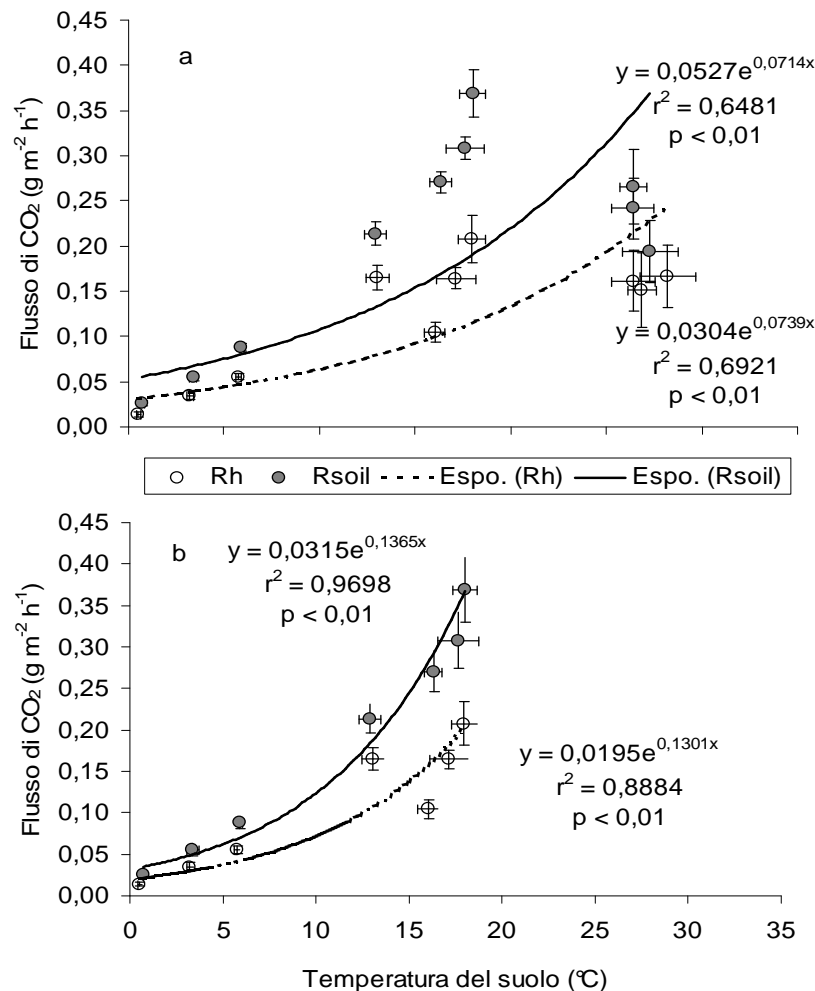 a
0,45
0,40
0,35
0,30
0,25
0,20
0,15
0,10
0,05
0,00
Flusso di CO₂ (g m⁻² h⁻¹)
y = 0,0527e^0,0714x
r² = 0,6481
p < 0,01
y = 0,0304e^0,0739x
r² = 0,6921
p < 0,01
Rh Rsoil Espo. (Rh) Espo. (Rsoil)
b
0,45
0,40
0,35
0,30
0,25
0,20
0,15
0,10
0,05
0,00
Flusso di CO₂ (g m⁻² h⁻¹)
y = 0,0315e^0,1365x
r² = 0,9698
p < 0,01
y = 0,0195e^0,1301x
r² = 0,8884
p < 0,01
0 5 10 15 20 25 30 35
Temperatura del suolo (°C)